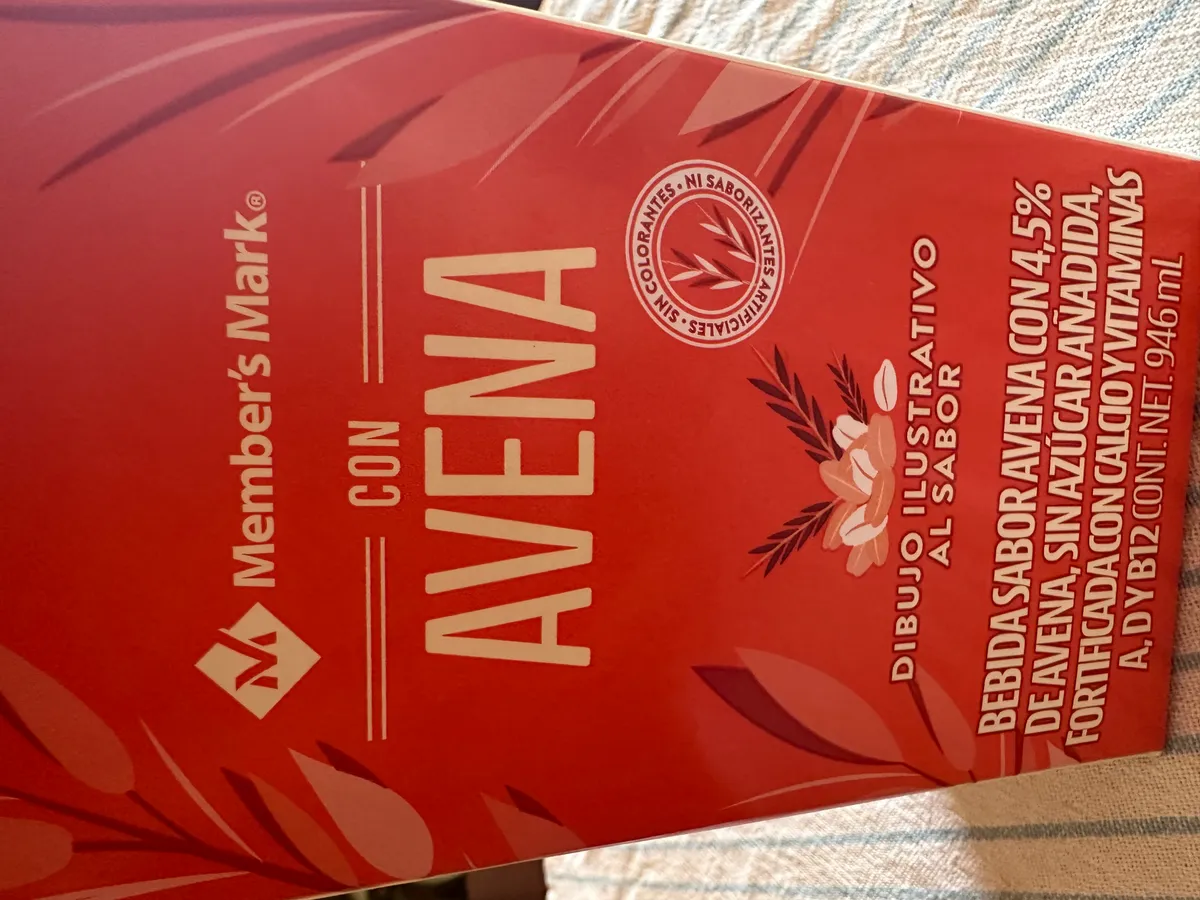 Member's Mark®
CON
AVENA
SIN COLORANTES • NI SABORIZANTES ARTIFICIALES •
DIBUJO ILUSTRATIVO
AL SABOR
BEBIDA SABOR AVENA CON 4,5%
DE AVENA, SIN AZÚCAR AÑADIDA,
FORTIFICADA CON CALCIO Y VITAMINAS
A, D Y B12 CONT. NET. 946 mL